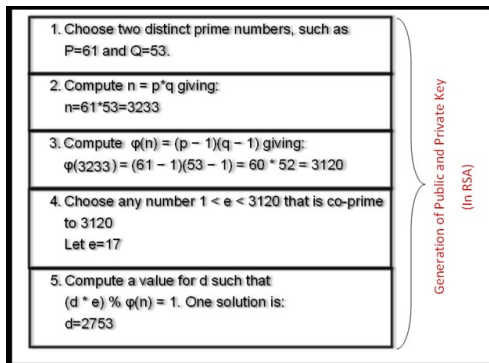 1. Choose two distinct prime numbers, such as
P=61 and Q=53.
2. Compute n = p*q giving:
n=61*53=3233
3. Compute φ(n) = (p − 1)(q − 1) giving:
φ(3233) = (61 − 1)(53 − 1) = 60 * 52 = 3120
4. Choose any number 1 < e < 3120 that is co-prime
to 3120
Let e=17
5. Compute a value for d such that
(d * e) % φ(n) = 1. One solution is:
d=2753
Generation of Public and Private Key
(In RSA)